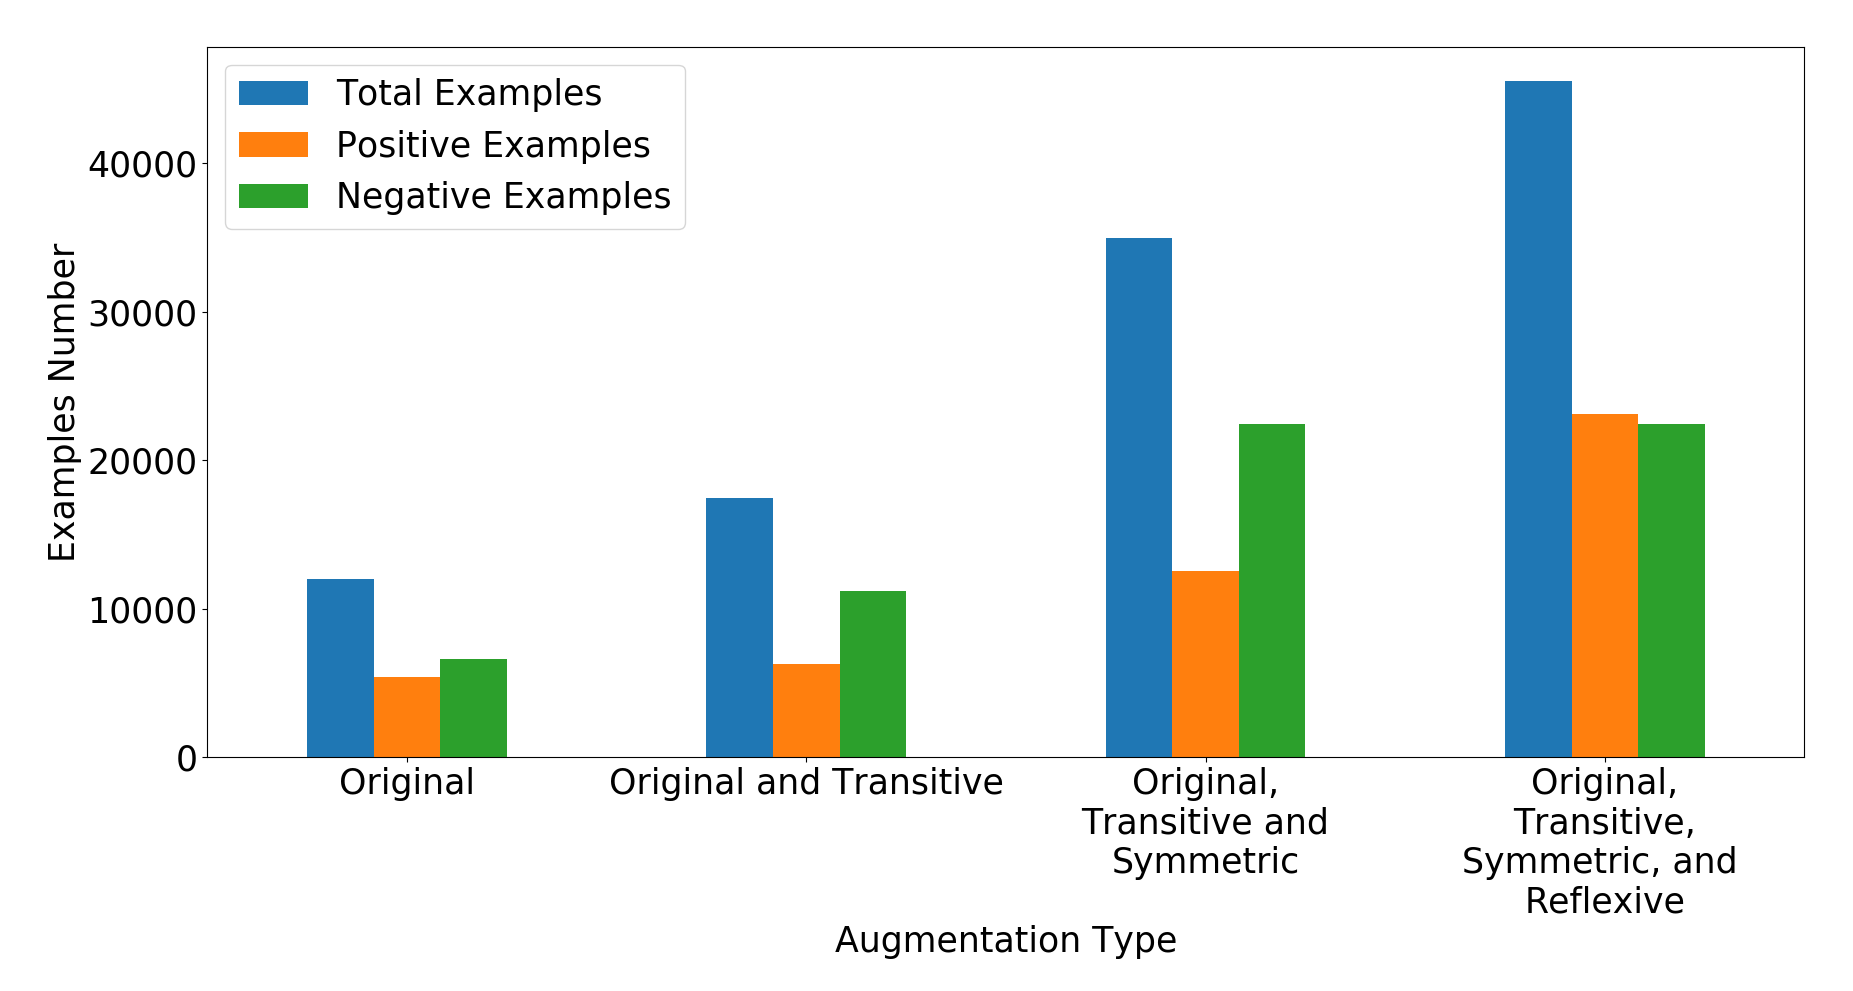 Total Examples
Positive Examples
Negative Examples
Examples Number
40000
30000
20000
10000
0
Original
Original and Transitive
Original,
Transitive and
Symmetric
Original,
Transitive,
Symmetric, and
Reflexive
Augmentation Type